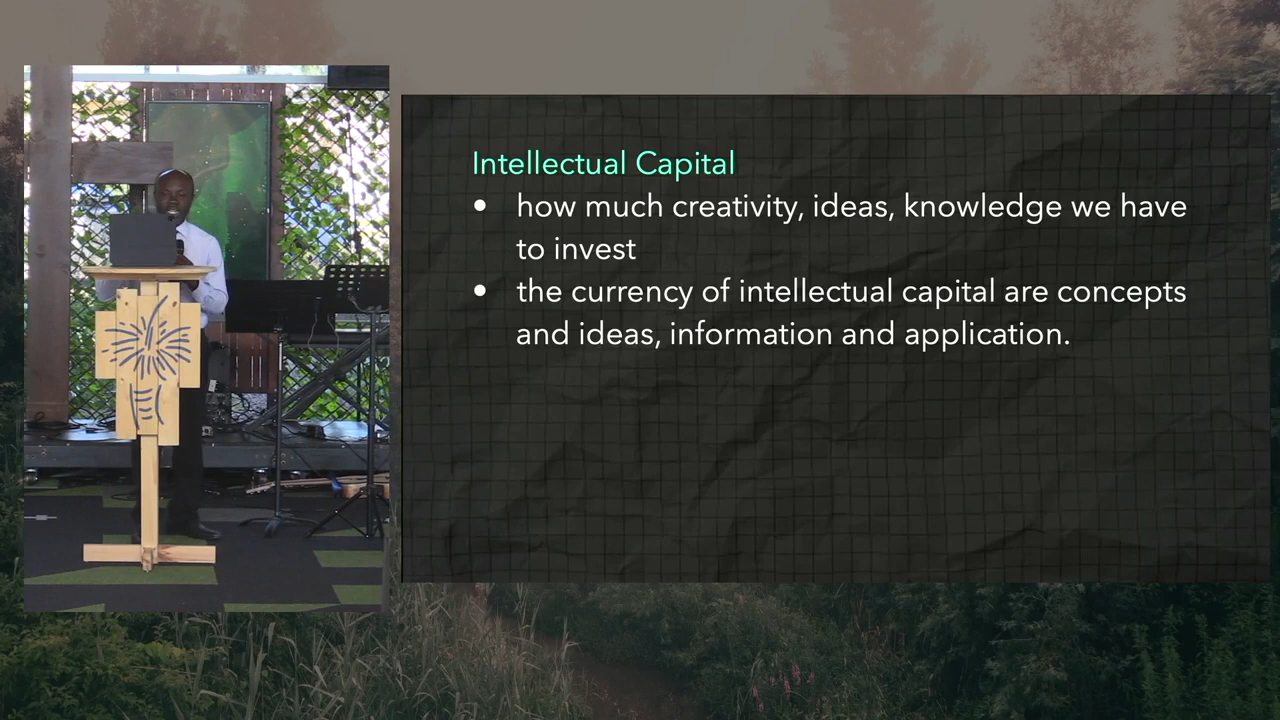 Intellectual Capital
• how much creativity, ideas, knowledge we have
to invest
• the currency of intellectual capital are concepts
and ideas, information and application.